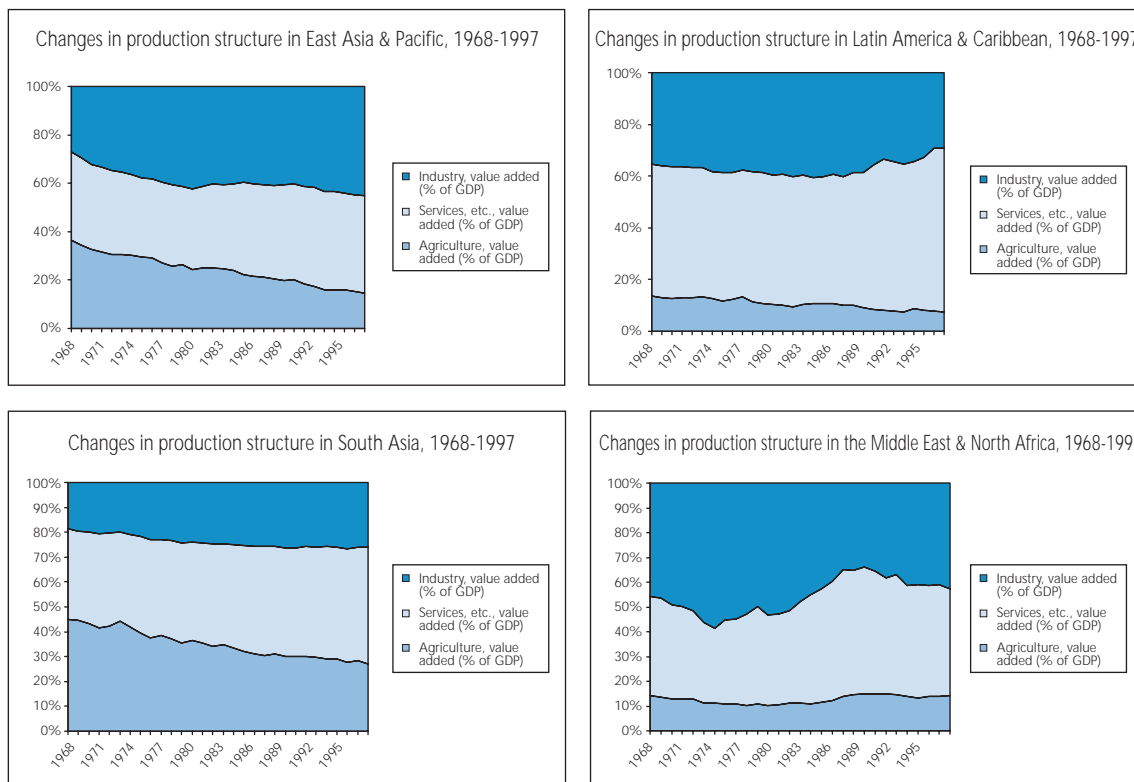 Changes in production structure in East Asia & Pacific, 1968-1997
100%
80%
60%
40%
20%
0%
1968
1971
1974
1977
1980
1983
1986
1989
1992
1995
Industry, value added
(% of GDP)
Services, etc., value
added (% of GDP)
Agriculture, value
added (% of GDP)
Changes in production structure in Latin America & Caribbean, 1968-1997
100%
80%
60%
40%
20%
0%
1968
1971
1974
1977
1980
1983
1986
1989
1992
1995
Industry, value added
(% of GDP)
Services, etc., value
added (% of GDP)
Agriculture, value
added (% of GDP)
Changes in production structure in South Asia, 1968-1997
100%
90%
80%
70%
60%
50%
40%
30%
20%
10%
0%
1968
1971
1974
1977
1980
1983
1986
1989
1992
1995
Industry, value added
(% of GDP)
Services, etc., value
added (% of GDP)
Agriculture, value
added (% of GDP)
Changes in production structure in the Middle East & North Africa, 1968-199
100%
90%
80%
70%
60%
50%
40%
30%
20%
10%
0%
1968
1971
1974
1977
1980
1983
1986
1989
1992
1995
Industry, value added
(% of GDP)
Services, etc., value
added (% of GDP)
Agriculture, value
added (% of GDP)